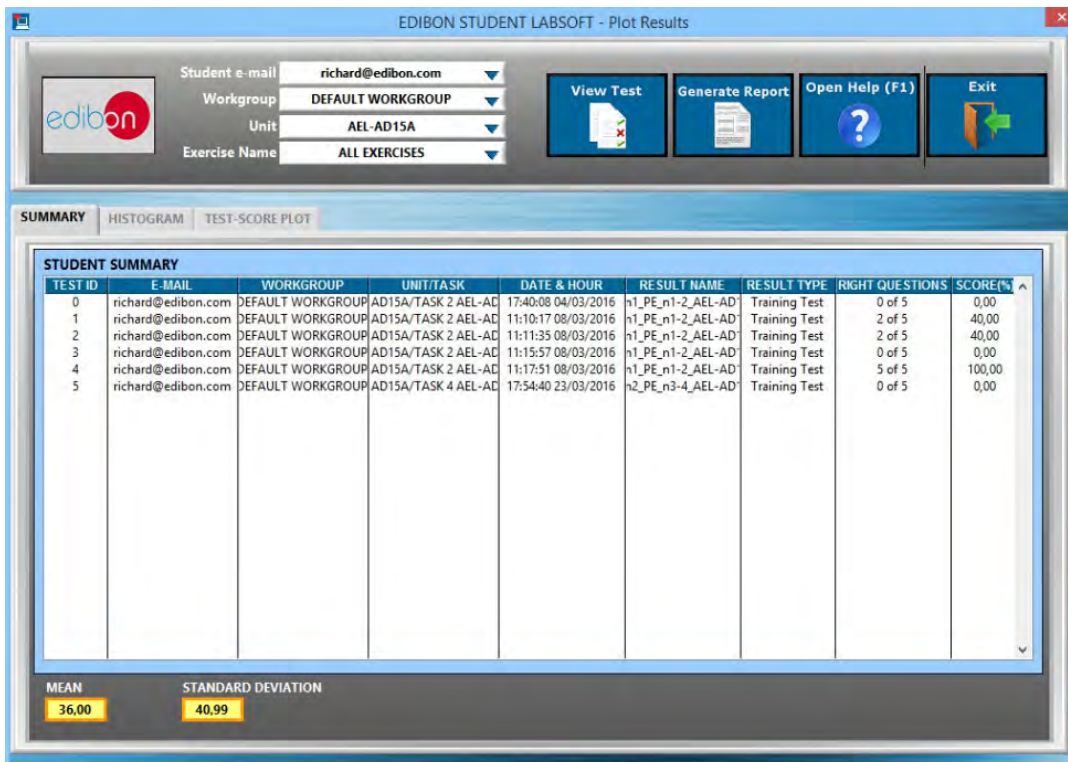 EDIBON STUDENT LABSOFT - Plot Results
edibon
Student e-mail richard@edibon.com
Workgroup DEFAULT WORKGROUP
Unit AEL-AD15A
Exercise Name ALL EXERCISES
View Test Generate Report Open Help (F1) Exit
SUMMARY HISTOGRAM TEST-SCORE PLOT
STUDENT SUMMARY
TEST ID E-MAIL WORKGROUP UNIT/TASK DATE & HOUR RESULT NAME RESULT TYPE RIGHT QUESTIONS SCORE(%)
0 richard@edibon.com DEFAULT WORKGROUP AD15A/TASK 2 AEL-AD 17:40:08 04/03/2016 n1_PE_n1-2_AEL-AD Training Test 0 of 5 0,00
1 richard@edibon.com DEFAULT WORKGROUP AD15A/TASK 2 AEL-AD 11:10:17 08/03/2016 n1_PE_n1-2_AEL-AD Training Test 2 of 5 40,00
2 richard@edibon.com DEFAULT WORKGROUP AD15A/TASK 2 AEL-AD 11:11:35 08/03/2016 n1_PE_n1-2_AEL-AD Training Test 2 of 5 40,00
3 richard@edibon.com DEFAULT WORKGROUP AD15A/TASK 2 AEL-AD 11:15:57 08/03/2016 n1_PE_n1-2_AEL-AD Training Test 0 of 5 0,00
4 richard@edibon.com DEFAULT WORKGROUP AD15A/TASK 2 AEL-AD 11:17:51 08/03/2016 n1_PE_n1-2_AEL-AD Training Test 5 of 5 100,00
5 richard@edibon.com DEFAULT WORKGROUP AD15A/TASK 4 AEL-AD 17:54:40 23/03/2016 n2_PE_n3-4_AEL-AD Training Test 0 of 5 0,00
MEAN STANDARD DEVIATION
36,00 40,99